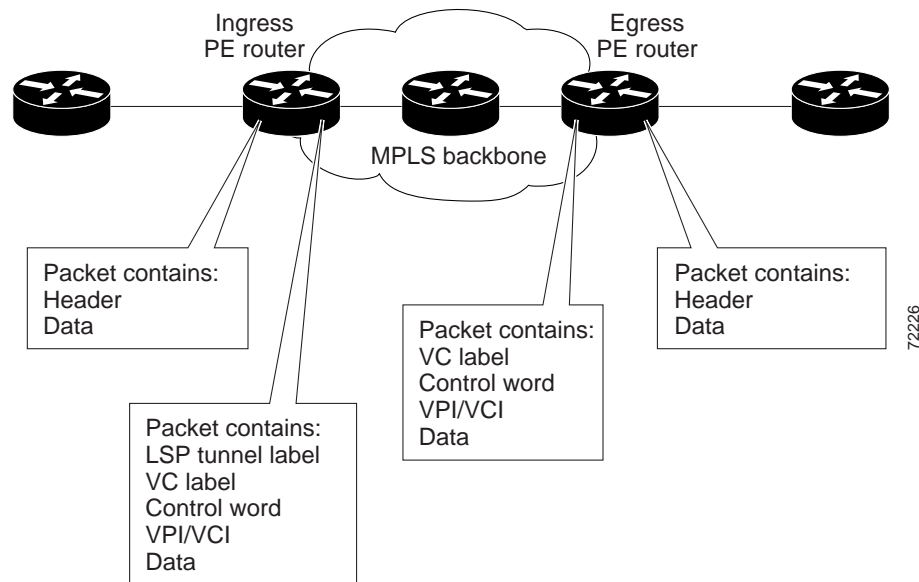 Ingress
PE router
Egress
PE router
MPLS backbone
Packet contains:
Header
Data
Packet contains:
LSP tunnel label
VC label
Control word
VPI/VCI
Data
Packet contains:
VC label
Control word
VPI/VCI
Data
Packet contains:
Header
Data
72226